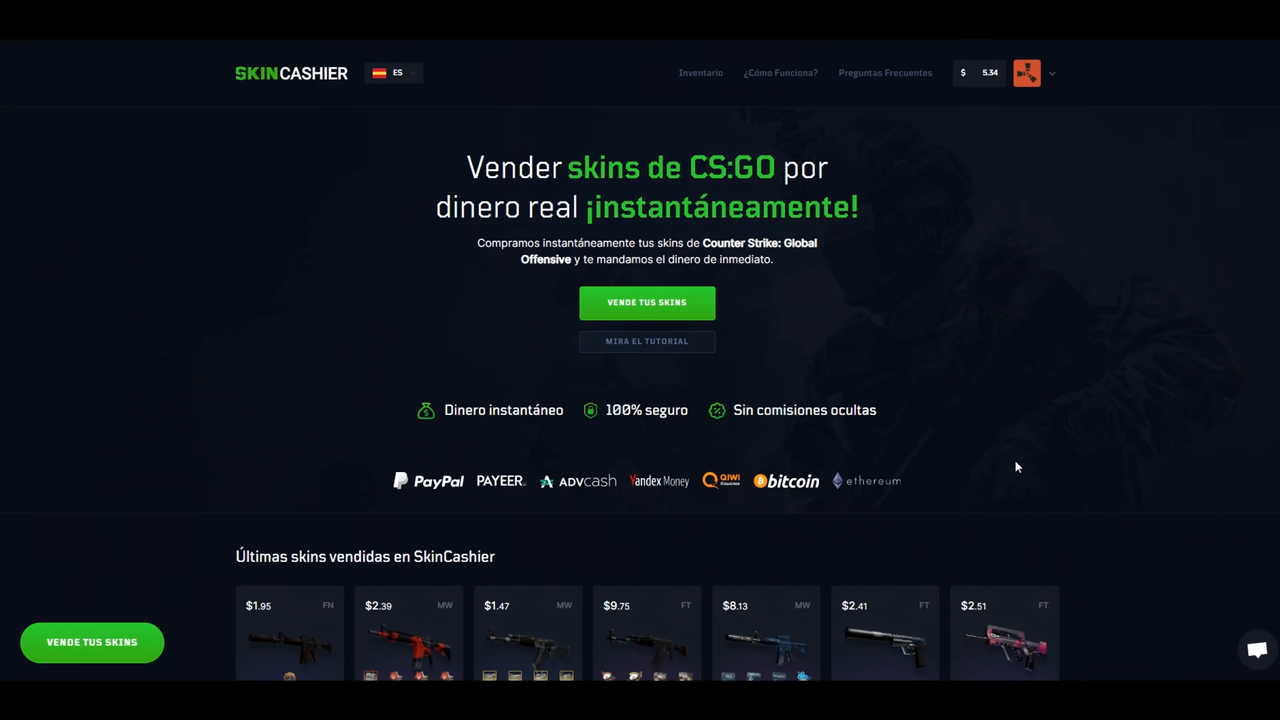 SKINCASHIER
ES
Inventario
¿Cómo Funciona?
Preguntas Frecuentes
$ 5.34
Vender skins de CS:GO por
dinero real ¡instantáneamente!
Compramos instantáneamente tus skins de Counter Strike: Global
Offensive y te mandamos el dinero de inmediato.
VENDE TUS SKINS
MIRA EL TUTORIAL
Dinero instantáneo
100% seguro
Sin comisiones ocultas
PayPal
PAYEER
ADVcash
Yandex Money
QIWI
bitcoin
ethereum
Últimas skins vendidas en SkinCashier
$1.95 FN
$2.39 MW
$1.47 MW
$9.75 FT
$8.13 MW
$2.41 FT
$2.51 FT
VENDE TUS SKINS